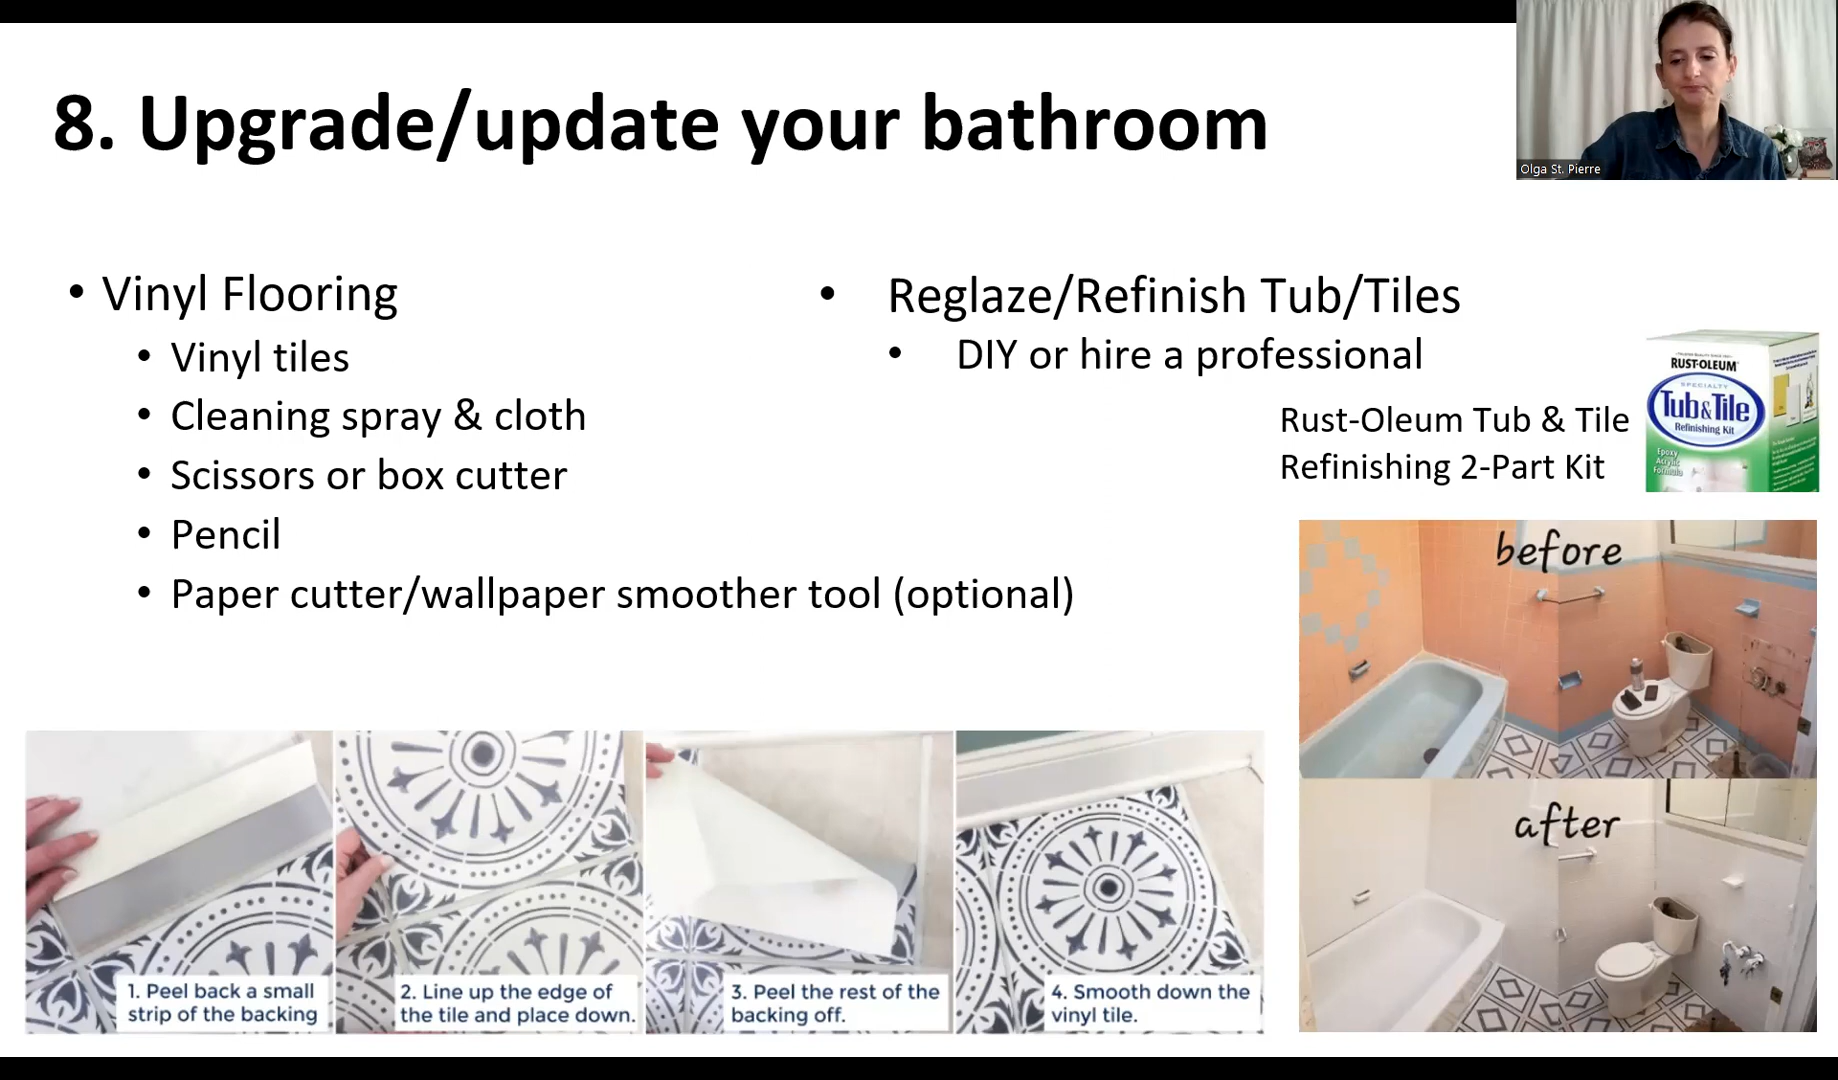 8. Upgrade/update your bathroom
Olga St. Pierre
• Vinyl Flooring
• Vinyl tiles
• Cleaning spray & cloth
• Scissors or box cutter
• Pencil
• Paper cutter/wallpaper smoother tool (optional)
• Reglaze/Refinish Tub/Tiles
• DIY or hire a professional
Rust-Oleum Tub & Tile
Refinishing 2-Part Kit
RUST-OLEUM
SPECIALTY
Tub&Tile
Refinishing Kit
Epoxy
Acrylic
Formula
before
after
1. Peel back a small
strip of the backing
2. Line up the edge of
the tile and place down.
3. Peel the rest of the
backing off.
4. Smooth down the
vinyl tile.